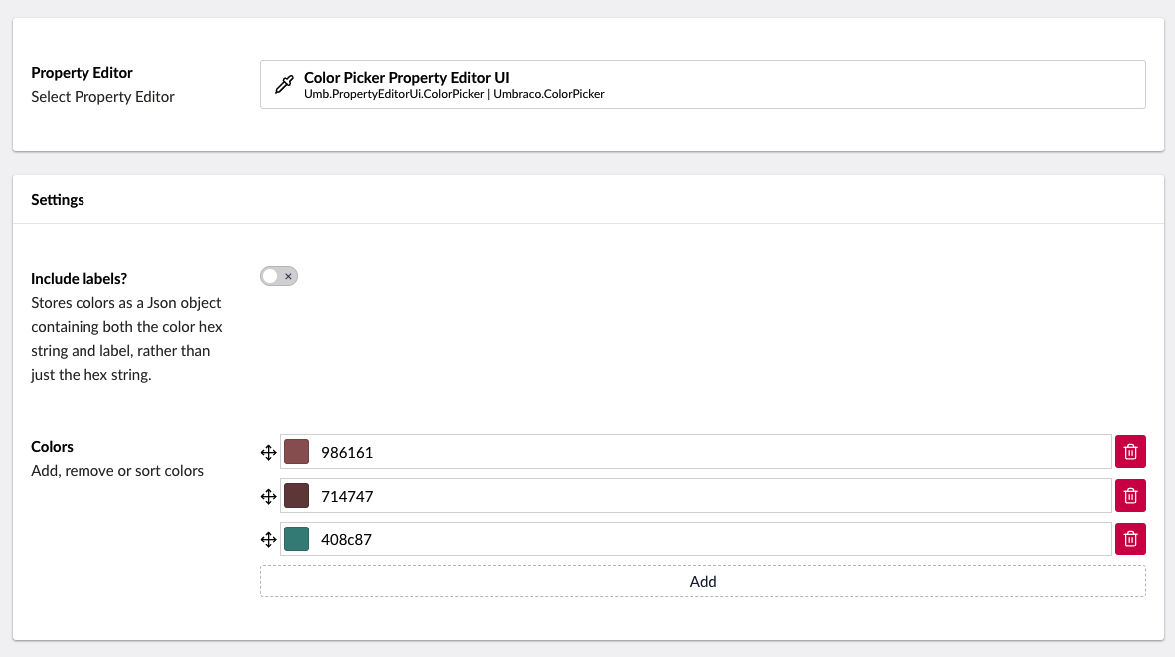 Property Editor
Select Property Editor
Color Picker Property Editor UI
Umb.PropertyEditorUi.ColorPicker | Umbraco.ColorPicker
Settings
Include labels?
Stores colors as a Json object
containing both the color hex
string and label, rather than
just the hex string.
Colors
Add, remove or sort colors
986161
714747
408c87
Add